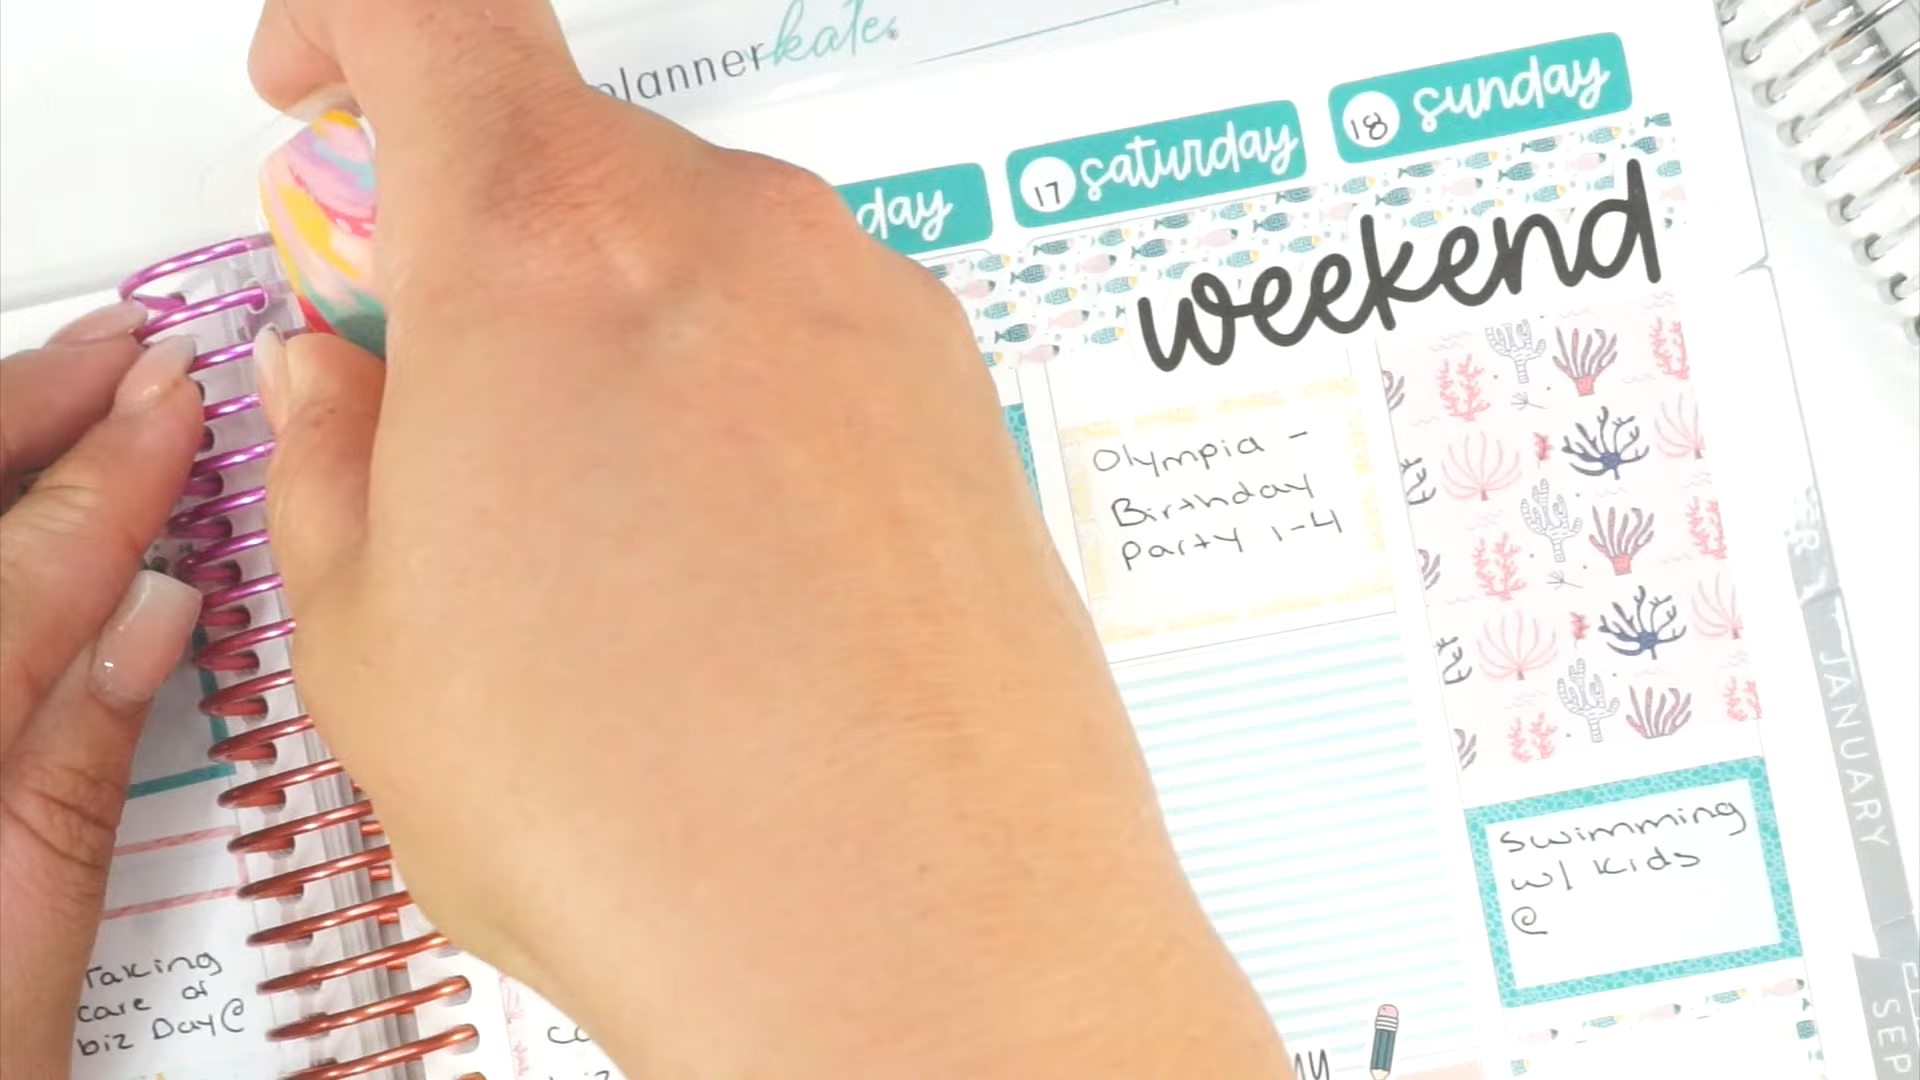 plannerkate
day
17 saturday
18 sunday
weekend
Olympia -
Birthday
Party 1-4
Swimming
w/ kids
@
Taking
care of
biz Day @
JANUARY
SEP